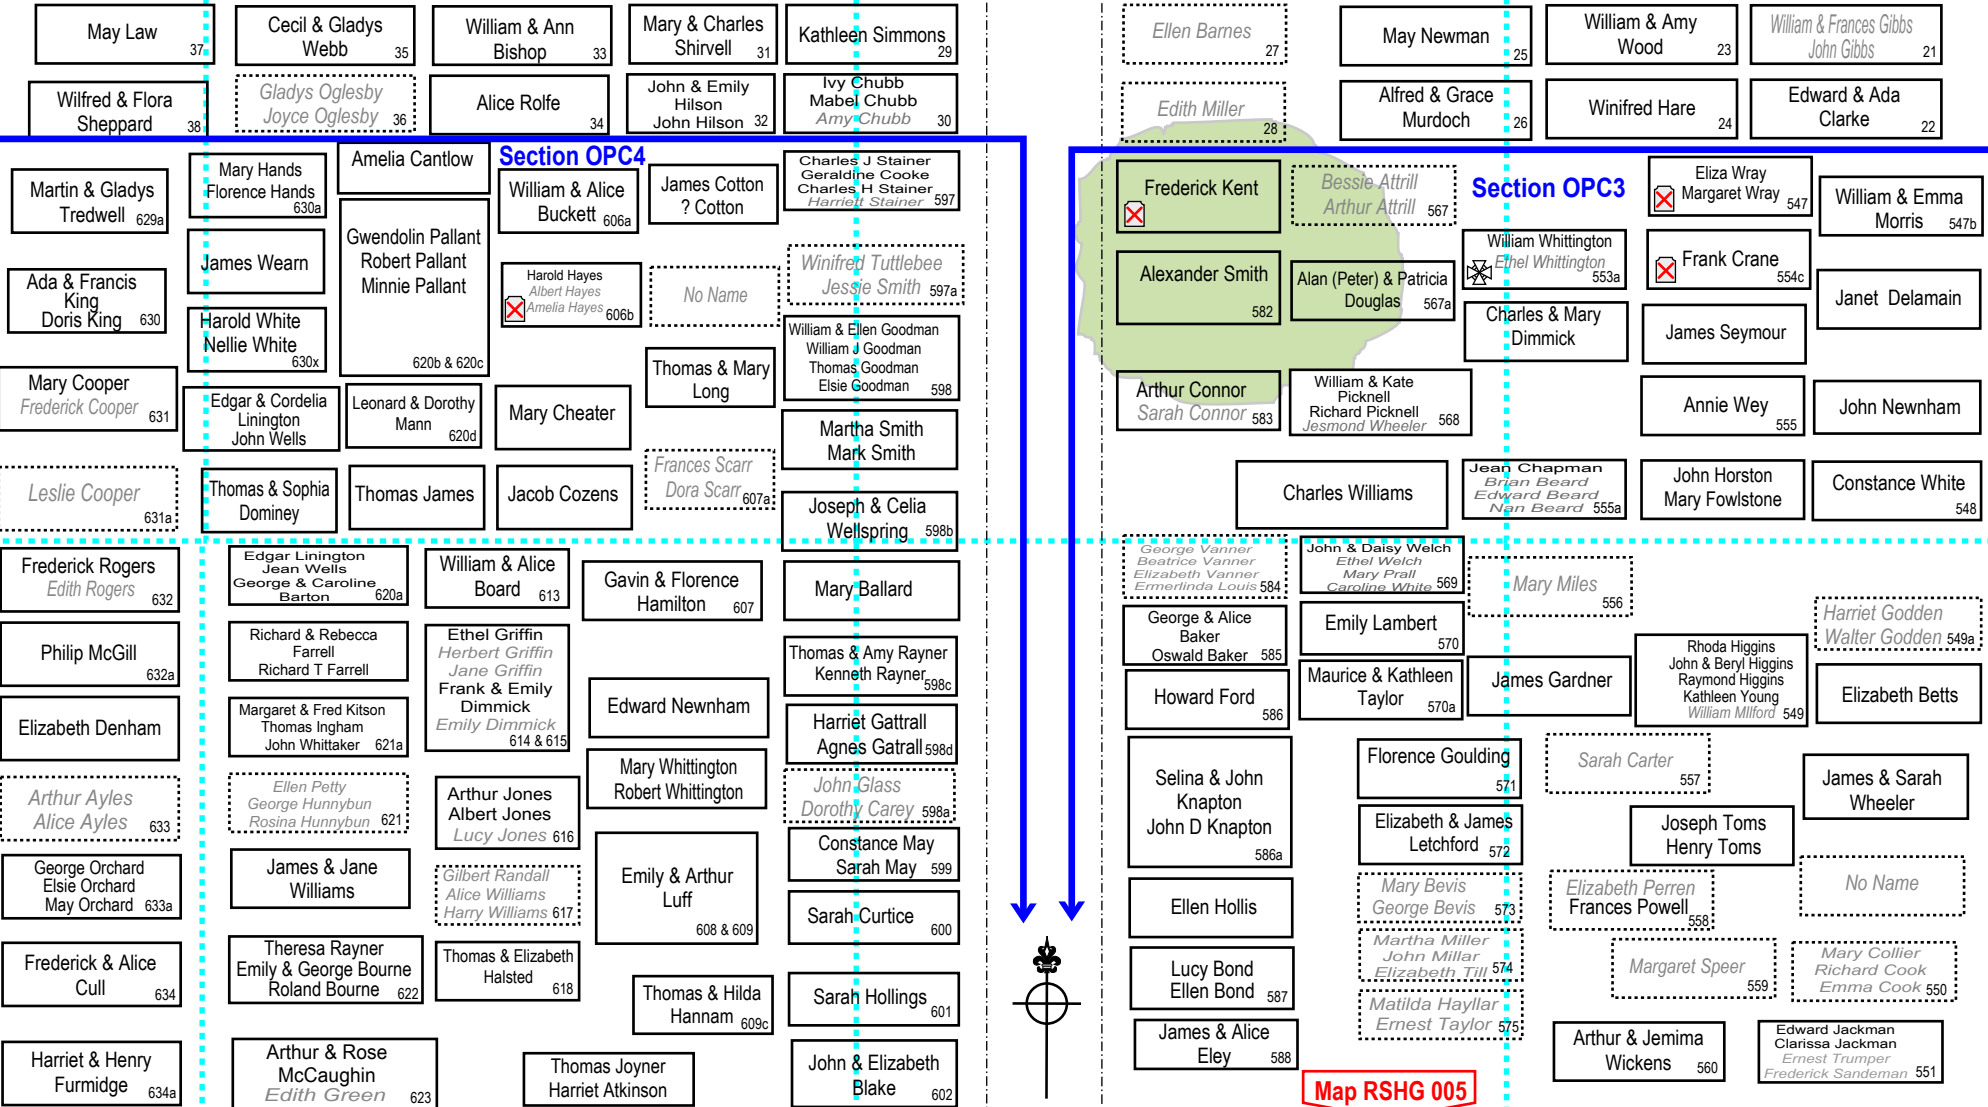 May Law
37
Cecil & Gladys
Webb
35
William & Ann
Bishop
33
Mary & Charles
Shirvell
31
Kathleen Simmons
29
Ellen Barnes
27
May Newman
25
William & Amy
Wood
23
William & Frances Gibbs
John Gibbs
21
Wilfred & Flora
Sheppard
38
Gladys Oglesby
Joyce Oglesby
36
Alice Rolfe
34
John & Emily
Hilson
John Hilson
32
Ivy Chubb
Mabel Chubb
Amy Chubb
30
Edith Miller
28
Alfred & Grace
Murdoch
26
Winifred Hare
24
Edward & Ada
Clarke
22
Section OPC4
Martin & Gladys
Tredwell
629a
Mary Hands
Florence Hands
630a
Amelia Cantlow
William & Alice
Buckett
606a
James Cotton
? Cotton
Charles J Stainer
Geraldine Cooke
Charles H Stainer
Harriett Stainer
597
James Wearn
Gwendolin Pallant
Robert Pallant
Minnie Pallant
620b & 620c
Ada & Francis
King
Doris King
630
Harold White
Nellie White
630x
Harold Hayes
Albert Hayes
Amelia Hayes
606b
No Name
Winifred Tuttlebee
Jessie Smith
597a
William & Ellen Goodman
William J Goodman
Thomas Goodman
Elsie Goodman
598
Mary Cooper
Frederick Cooper
631
Edgar & Cordelia
Linington
John Wells
Leonard & Dorothy
Mann
620d
Mary Cheater
Thomas & Mary
Long
Martha Smith
Mark Smith
Leslie Cooper
631a
Thomas & Sophia
Dominey
Thomas James
Jacob Cozens
Frances Scarr
Dora Scarr
607a
Joseph & Celia
Wellspring
598b
Frederick Rogers
Edith Rogers
632
Edgar Linington
Jean Wells
George & Caroline
Barton
620a
William & Alice
Board
613
Gavin & Florence
Hamilton
607
Mary Ballard
Philip McGill
632a
Richard & Rebecca
Farrell
Richard T Farrell
Ethel Griffin
Herbert Griffin
Jane Griffin
Frank & Emily
Dimmick
Emily Dimmick
614 & 615
Thomas & Amy Rayner
Kenneth Rayner
598c
Elizabeth Denham
Margaret & Fred Kitson
Thomas Ingham
John Whittaker
621a
Edward Newnham
Harriet Gattrall
Agnes Gatrall
598d
Arthur Ayles
Alice Ayles
633
Ellen Petty
George Hunnybun
Rosina Hunnybun
621
Arthur Jones
Albert Jones
Lucy Jones
616
Mary Whittington
Robert Whittington
John Glass
Dorothy Carey
598a
George Orchard
Elsie Orchard
May Orchard
633a
James & Jane
Williams
Gilbert Randall
Alice Williams
Harry Williams
617
Emily & Arthur
Luff
608 & 609
Constance May
Sarah May
599
Sarah Curtice
600
Frederick & Alice
Cull
634
Theresa Rayner
Emily & George Bourne
Roland Bourne
622
Thomas & Elizabeth
Halsted
618
Thomas & Hilda
Hannam
609c
Sarah Hollings
601
Harriet & Henry
Furmidge
634a
Arthur & Rose
McCaughin
Edith Green
623
Thomas Joyner
Harriet Atkinson
John & Elizabeth
Blake
602
Section OPC3
Frederick Kent
Bessie Attrill
Arthur Attrill
567
Eliza Wray
Margaret Wray
547
William & Emma
Morris
547b
Alexander Smith
582
Alan (Peter) & Patricia
Douglas
567a
William Whittington
Ethel Whittington
553a
Frank Crane
554c
Janet Delamain
Charles & Mary
Dimmick
James Seymour
Arthur Connor
Sarah Connor
583
William & Kate
Picknell
Richard Picknell
Jesmond Wheeler
568
Annie Wey
555
John Newnham
Charles Williams
Jean Chapman
Brian Beard
Edward Beard
Nan Beard
555a
John Horston
Mary Fowlstone
Constance White
548
George Vanner
Beatrice Vanner
Elizabeth Vanner
Ermerlinda Louis
584
John & Daisy Welch
Ethel Welch
Mary Prall
Caroline White
569
Mary Miles
556
Harriet Godden
Walter Godden
549a
George & Alice
Baker
Oswald Baker
585
Emily Lambert
570
Rhoda Higgins
John & Beryl Higgins
Raymond Higgins
Kathleen Young
William MIlford
549
Howard Ford
586
Maurice & Kathleen
Taylor
570a
James Gardner
Elizabeth Betts
Selina & John
Knapton
John D Knapton
586a
Florence Goulding
571
Sarah Carter
557
James & Sarah
Wheeler
Elizabeth & James
Letchford
572
Joseph Toms
Henry Toms
Ellen Hollis
Mary Bevis
George Bevis
573
Elizabeth Perren
Frances Powell
558
No Name
Lucy Bond
Ellen Bond
587
Martha Miller
John Millar
Elizabeth Till
574
Margaret Speer
559
Mary Collier
Richard Cook
Emma Cook
550
Matilda Hayllar
Ernest Taylor
575
James & Alice
Eley
588
Arthur & Jemima
Wickens
560
Edward Jackman
Clarissa Jackman
Ernest Trumper
Frederick Sandeman
551
Map RSHG 005